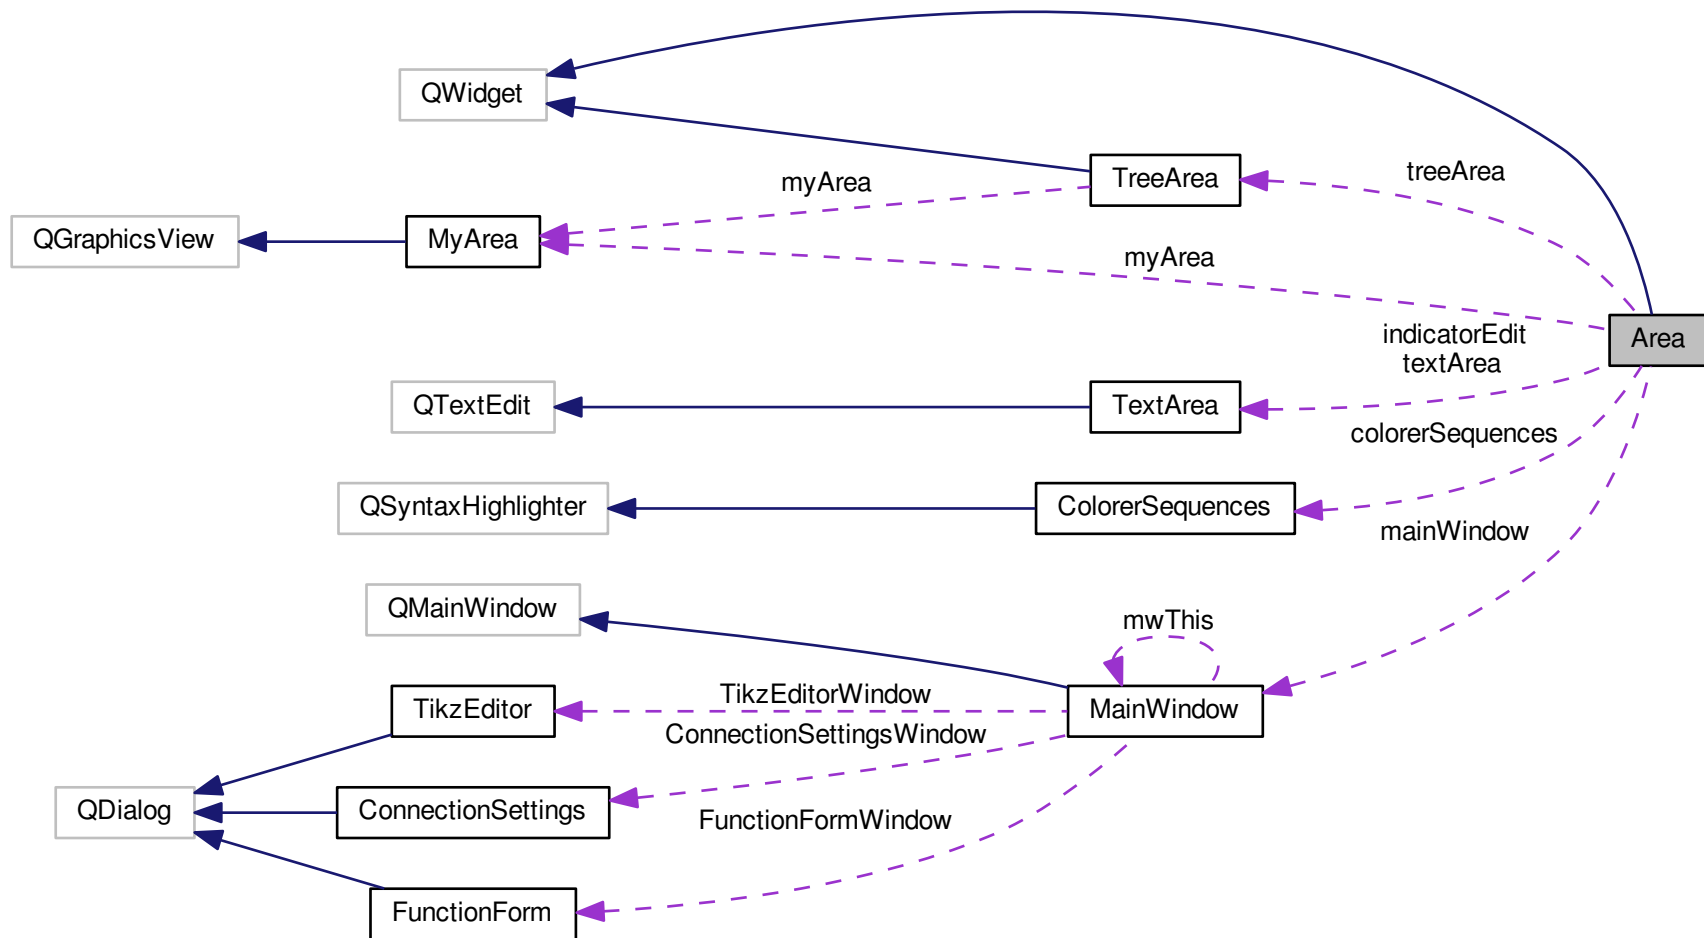 QWidget
TreeArea
treeArea
myArea
QGraphicsView
MyArea
myArea
Area
indicatorEdit
textArea
QTextEdit
TextArea
colorerSequences
QSyntaxHighlighter
ColorerSequences
mainWindow
QMainWindow
mwThis
TikzEditor
TikzEditorWindow
MainWindow
ConnectionSettingsWindow
QDialog
ConnectionSettings
FunctionFormWindow
FunctionForm